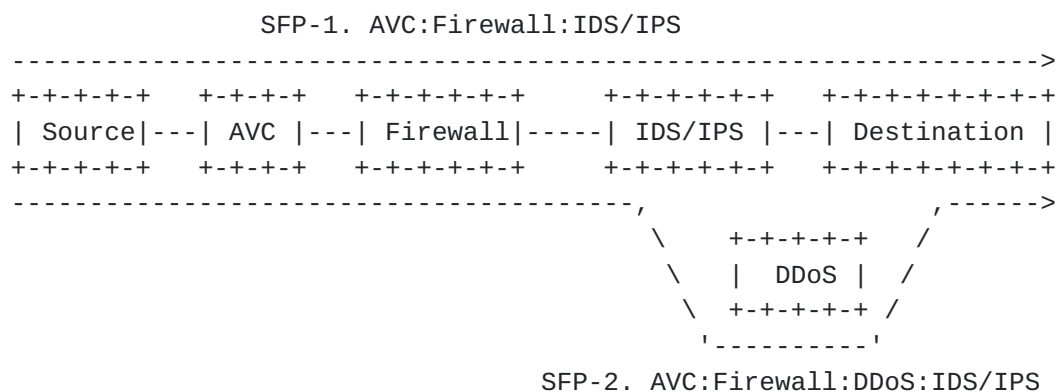 SFP-1. AVC:Firewall:IDS/IPS
------------------------------------------------------------------>
+-+-+-+-+   +-+-+-+   +-+-+-+-+-+     +-+-+-+-+-+   +-+-+-+-+-+-+-+
| Source|---| AVC |---| Firewall|-----| IDS/IPS |---| Destination |
+-+-+-+-+   +-+-+-+   +-+-+-+-+-+     +-+-+-+-+-+   +-+-+-+-+-+-+-+
----------------------------------------,                  ,------>
                                         \    +-+-+-+-+   /
                                          \   |  DDoS |  /
                                           \  +-+-+-+-+ /
                                            '----------'
SFP-2. AVC:Firewall:DDoS:IDS/IPS